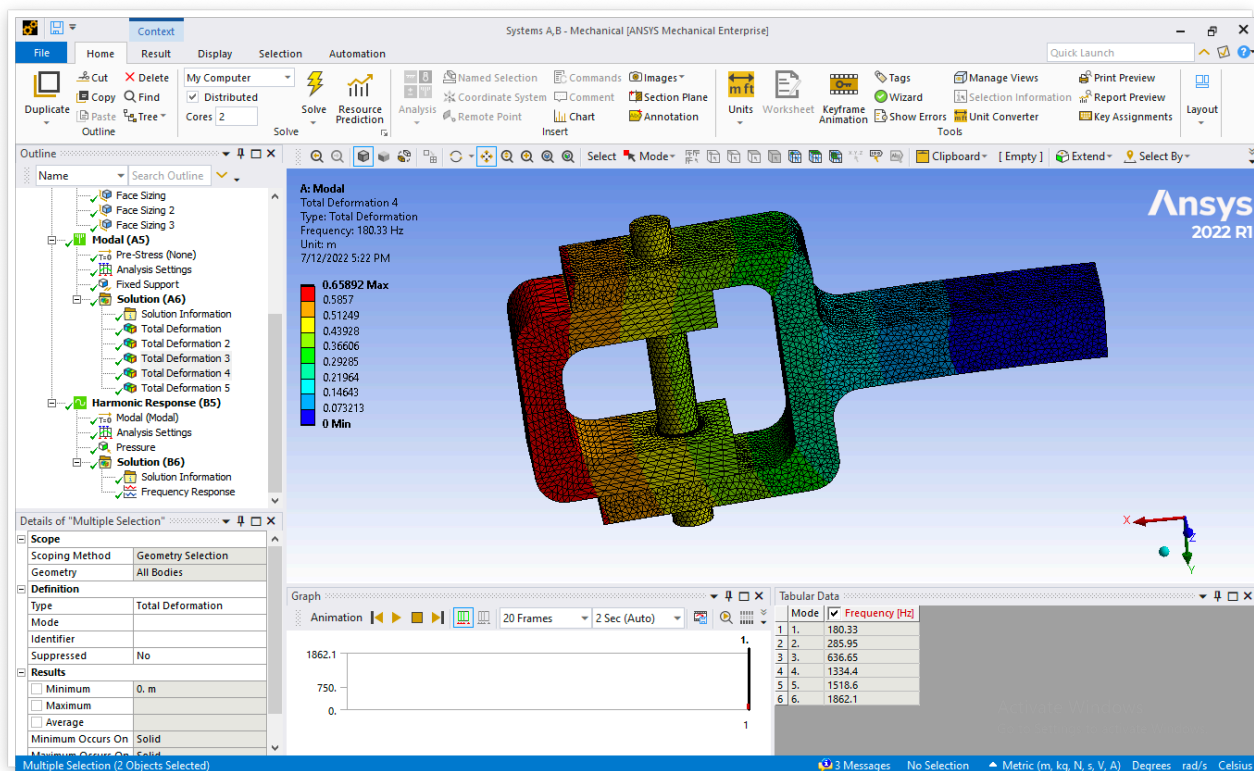 Context
Systems A,B - Mechanical [ANSYS Mechanical Enterprise]
File Home Result Display Selection Automation
Quick Launch
Duplicate
Cut
Copy
Paste
Delete
Find
Tree
Outline
My Computer
Distributed
Cores 2
Solve
Resource Prediction
Solve
Analysis
Named Selection
Coordinate System
Remote Point
Commands
Comment
Chart
Images
Section Plane
Annotation
Insert
Units
Worksheet
Keyframe Animation
Tags
Wizard
Show Errors
Manage Views
Selection Information
Unit Converter
Print Preview
Report Preview
Key Assignments
Tools
Layout
Outline
Name
Search Outline
Select
Mode
Clipboard
[ Empty ]
Extend
Select By
Face Sizing
Face Sizing 2
Face Sizing 3
Modal (A5)
Pre-Stress (None)
Analysis Settings
Fixed Support
Solution (A6)
Solution Information
Total Deformation
Total Deformation 2
Total Deformation 3
Total Deformation 4
Total Deformation 5
Harmonic Response (B5)
Modal (Modal)
Analysis Settings
Pressure
Solution (B6)
Solution Information
Frequency Response
A: Modal
Total Deformation 4
Type: Total Deformation
Frequency: 180.33 Hz
Unit: m
7/12/2022 5:22 PM
0.65892 Max
0.5857
0.51249
0.43928
0.36606
0.29285
0.21964
0.14643
0.073213
0 Min
Ansys
2022 R1
X
Z
Y
Details of "Multiple Selection"
Scope
Scoping Method Geometry Selection
Geometry All Bodies
Definition
Type Total Deformation
Mode
Identifier
Suppressed No
Results
Minimum 0. m
Maximum
Average
Minimum Occurs On Solid
Maximum Occurs On Solid
Graph
Animation
20 Frames
2 Sec (Auto)
1.
1862.1
750.
0.
1
Tabular Data
Mode Frequency [Hz]
1 1. 180.33
2 2. 285.95
3 3. 636.65
4 4. 1334.4
5 5. 1518.6
6 6. 1862.1
Multiple Selection (2 Objects Selected)
3 Messages
No Selection
Metric (m, kg, N, s, V, A)
Degrees
rad/s
Celsius